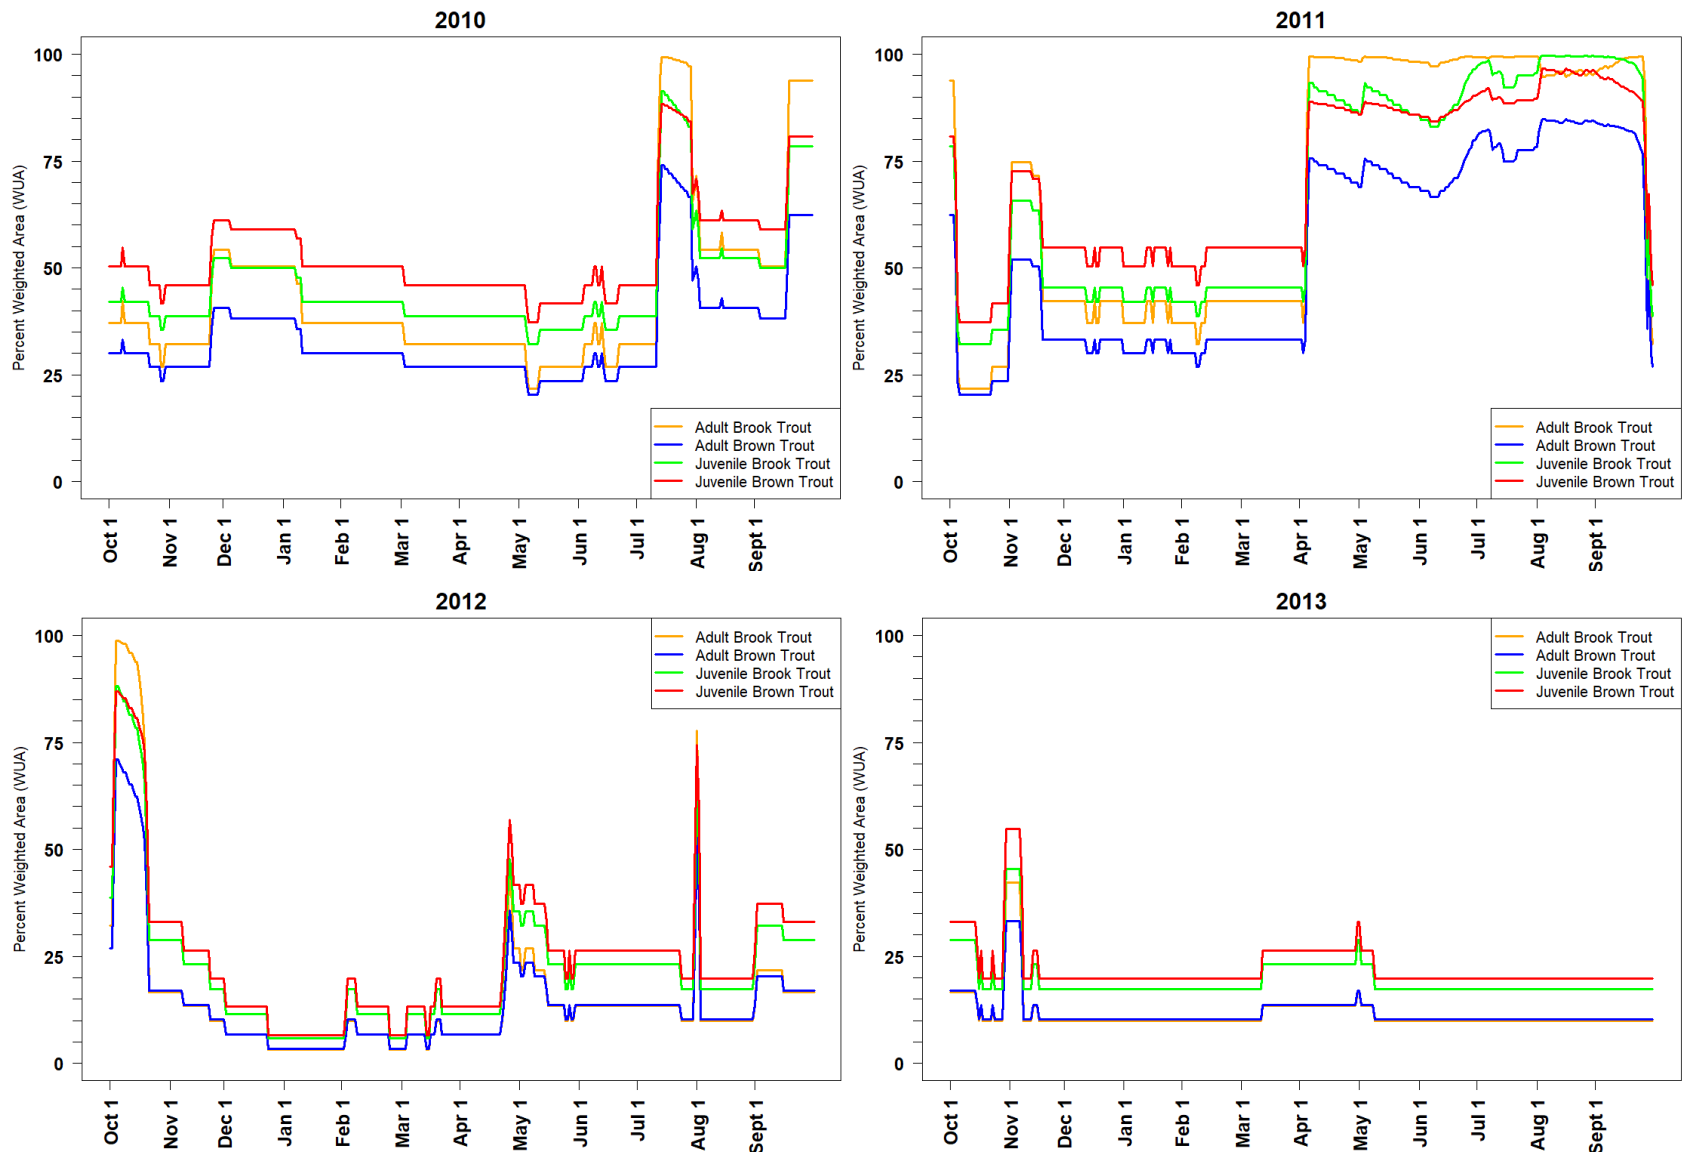 2010
Percent Weighted Area (WUA)
100
75
50
25
0
Adult Brook Trout
Adult Brown Trout
Juvenile Brook Trout
Juvenile Brown Trout
Oct 1
Nov 1
Dec 1
Jan 1
Feb 1
Mar 1
Apr 1
May 1
Jun 1
Jul 1
Aug 1
Sept 1
2011
Percent Weighted Area (WUA)
100
75
50
25
0
Adult Brook Trout
Adult Brown Trout
Juvenile Brook Trout
Juvenile Brown Trout
Oct 1
Nov 1
Dec 1
Jan 1
Feb 1
Mar 1
Apr 1
May 1
Jun 1
Jul 1
Aug 1
Sept 1
2012
Percent Weighted Area (WUA)
100
75
50
25
0
Adult Brook Trout
Adult Brown Trout
Juvenile Brook Trout
Juvenile Brown Trout
Oct 1
Nov 1
Dec 1
Jan 1
Feb 1
Mar 1
Apr 1
May 1
Jun 1
Jul 1
Aug 1
Sept 1
2013
Percent Weighted Area (WUA)
100
75
50
25
0
Adult Brook Trout
Adult Brown Trout
Juvenile Brook Trout
Juvenile Brown Trout
Oct 1
Nov 1
Dec 1
Jan 1
Feb 1
Mar 1
Apr 1
May 1
Jun 1
Jul 1
Aug 1
Sept 1